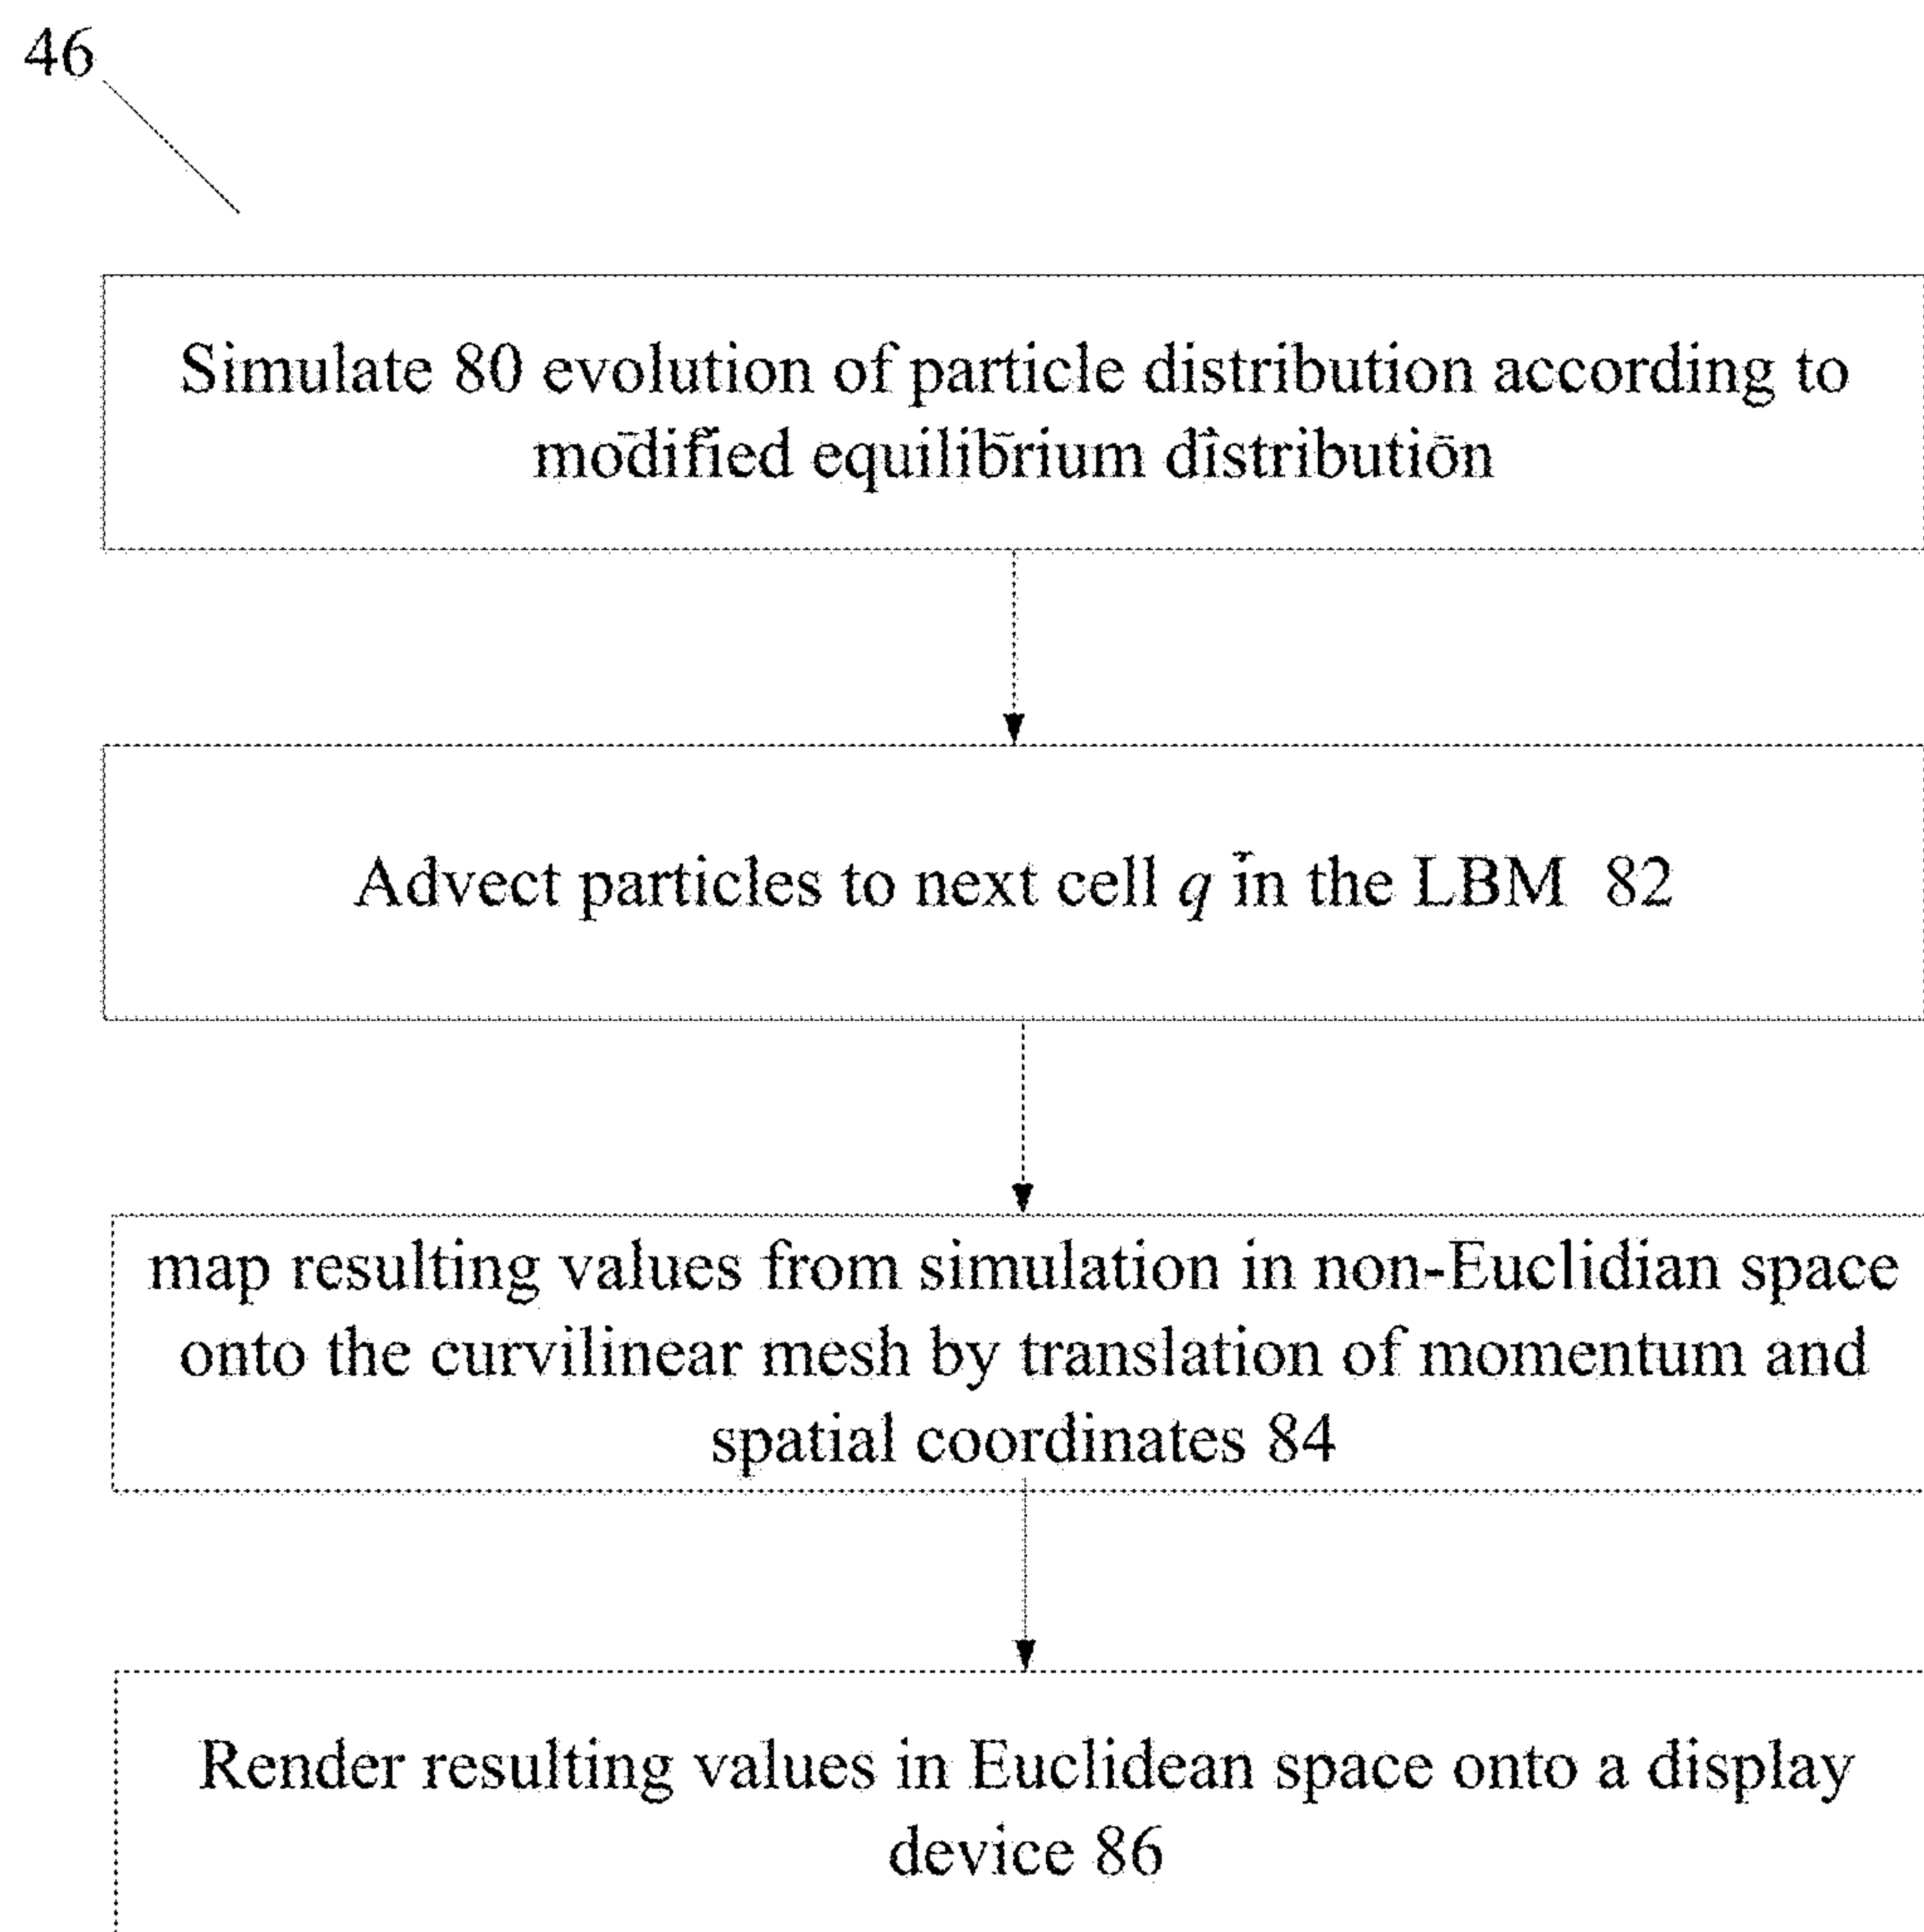 46
Simulate 80 evolution of particle distribution according to
modified equilibrium distribution
Advect particles to next cell q in the LBM 82
map resulting values from simulation in non-Euclidian space
onto the curvilinear mesh by translation of momentum and
spatial coordinates 84
Render resulting values in Euclidean space onto a display
device 86